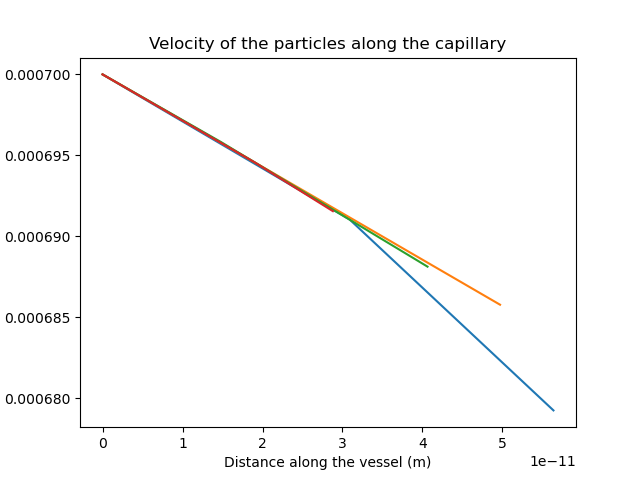 Velocity of the particles along the capillary
0.000700
0.000695
0.000690
0.000685
0.000680
0 1 2 3 4 5
1e−11
Distance along the vessel (m)